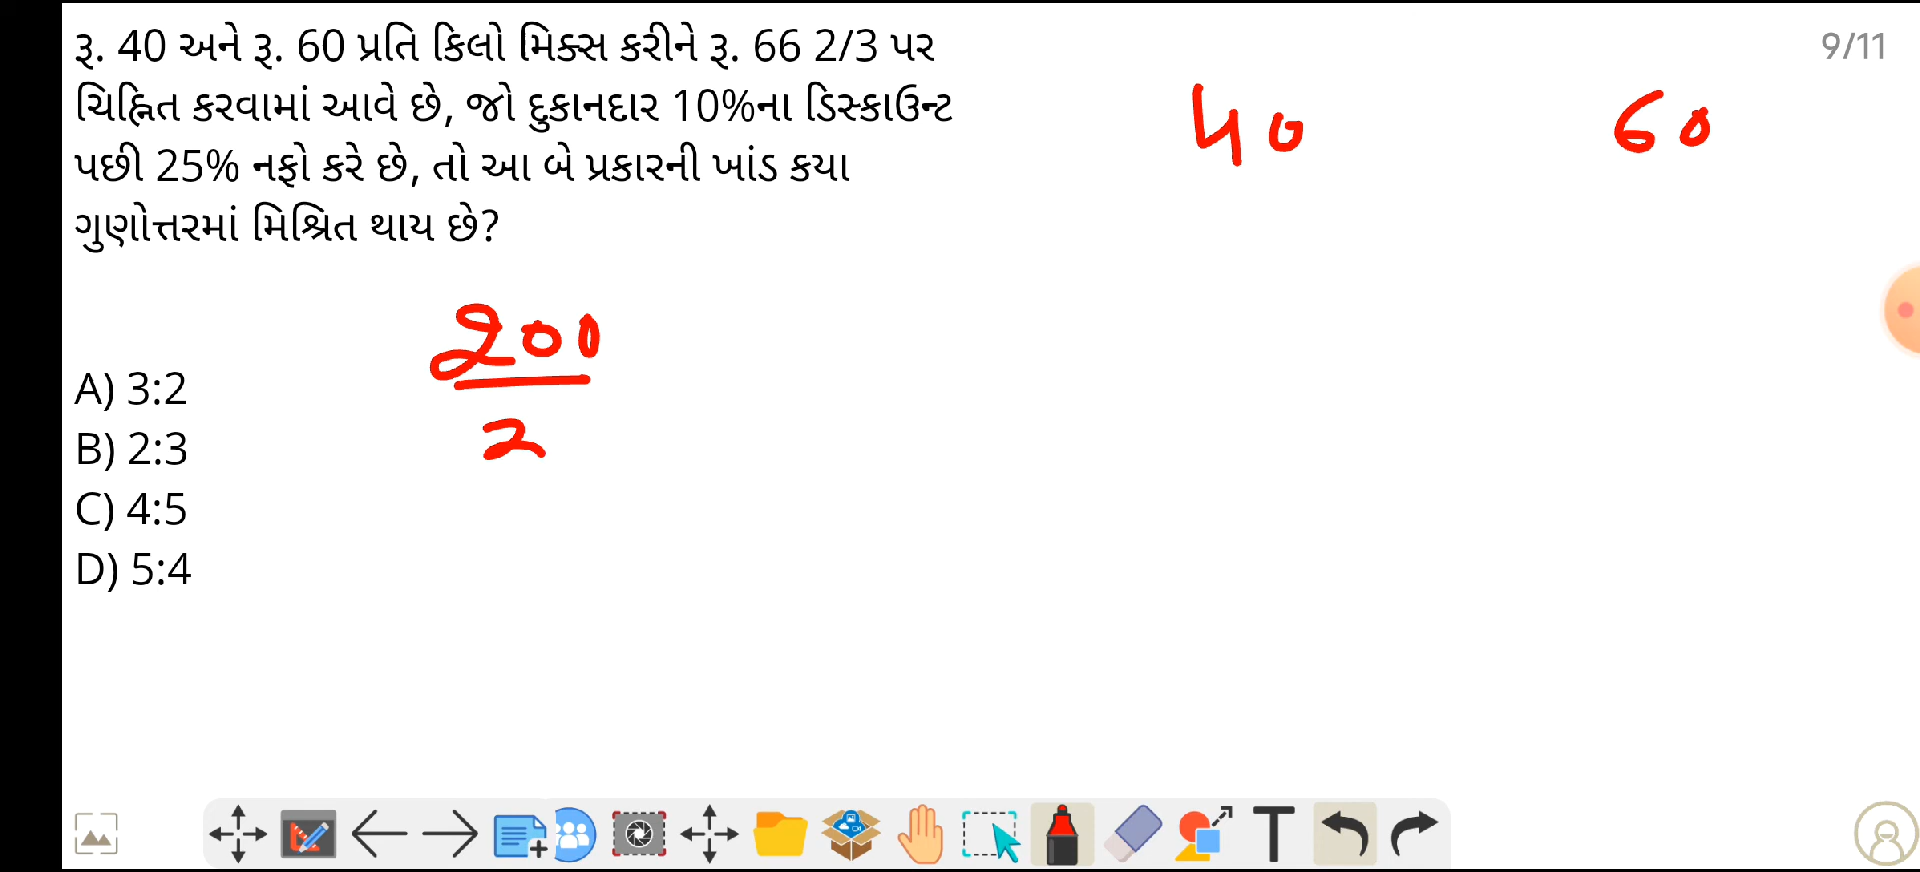 રૂ. 40 અને રૂ. 60 પ્રતિ કિલો મિક્સ કરીને રૂ. 66 2/3 પર
ચિહ્નિત કરવામાં આવે છે, જો દુકાનદાર 10%ના ડિસ્કાઉન્ટ
પછી 25% નફો કરે છે, તો આ બે પ્રકારની ખાંડ કયા
ગુણોત્તરમાં મિશ્રિત થાય છે?
A) 3:2
B) 2:3
C) 4:5
D) 5:4
200
2
40 60
9/11
T